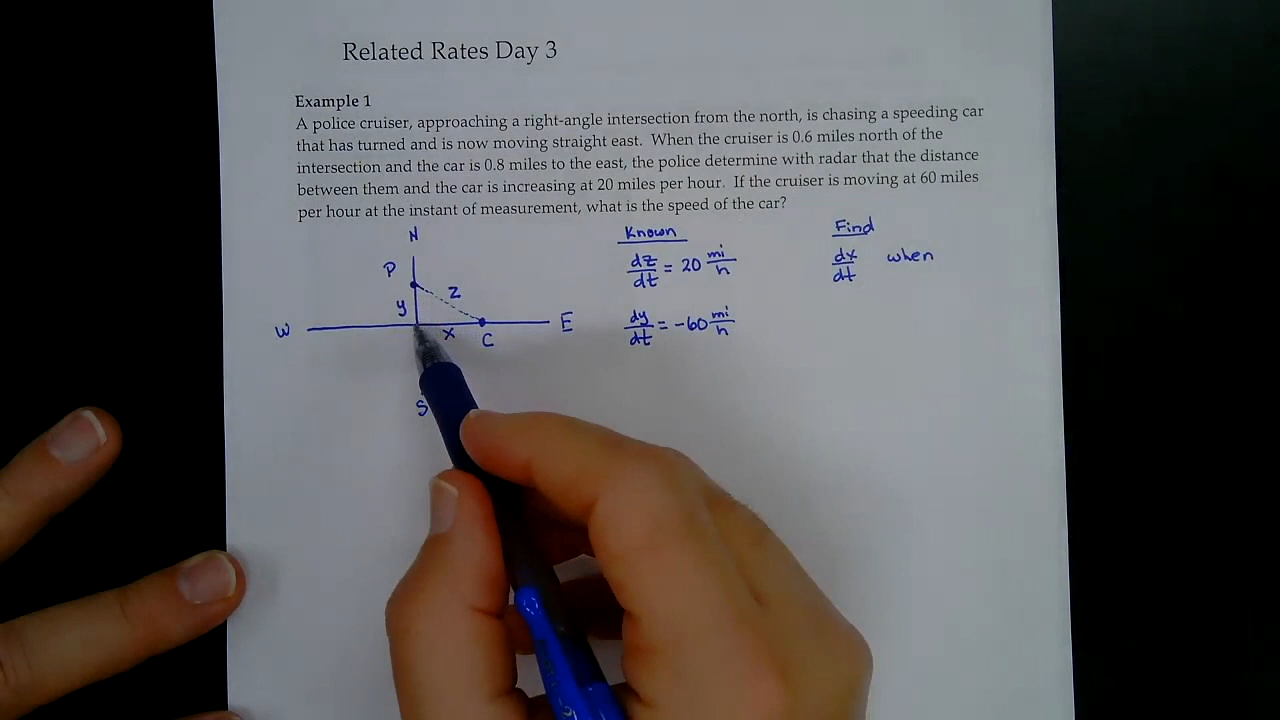 Related Rates Day 3
Example 1
A police cruiser, approaching a right-angle intersection from the north, is chasing a speeding car
that has turned and is now moving straight east. When the cruiser is 0.6 miles north of the
intersection and the car is 0.8 miles to the east, the police determine with radar that the distance
between them and the car is increasing at 20 miles per hour. If the cruiser is moving at 60 miles
per hour at the instant of measurement, what is the speed of the car?
N
P
y
z
W
x
C
E
S
Known
dz/dt = 20 mi/h
dy/dt = -60 mi/h
Find
dx/dt when